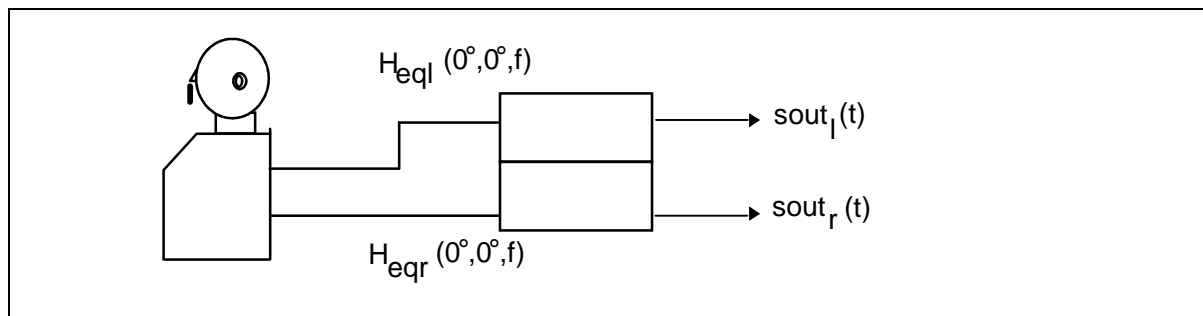 H_eql (0°,0°,f)
sout_l(t)
sout_r (t)
H_eqr (0°,0°,f)